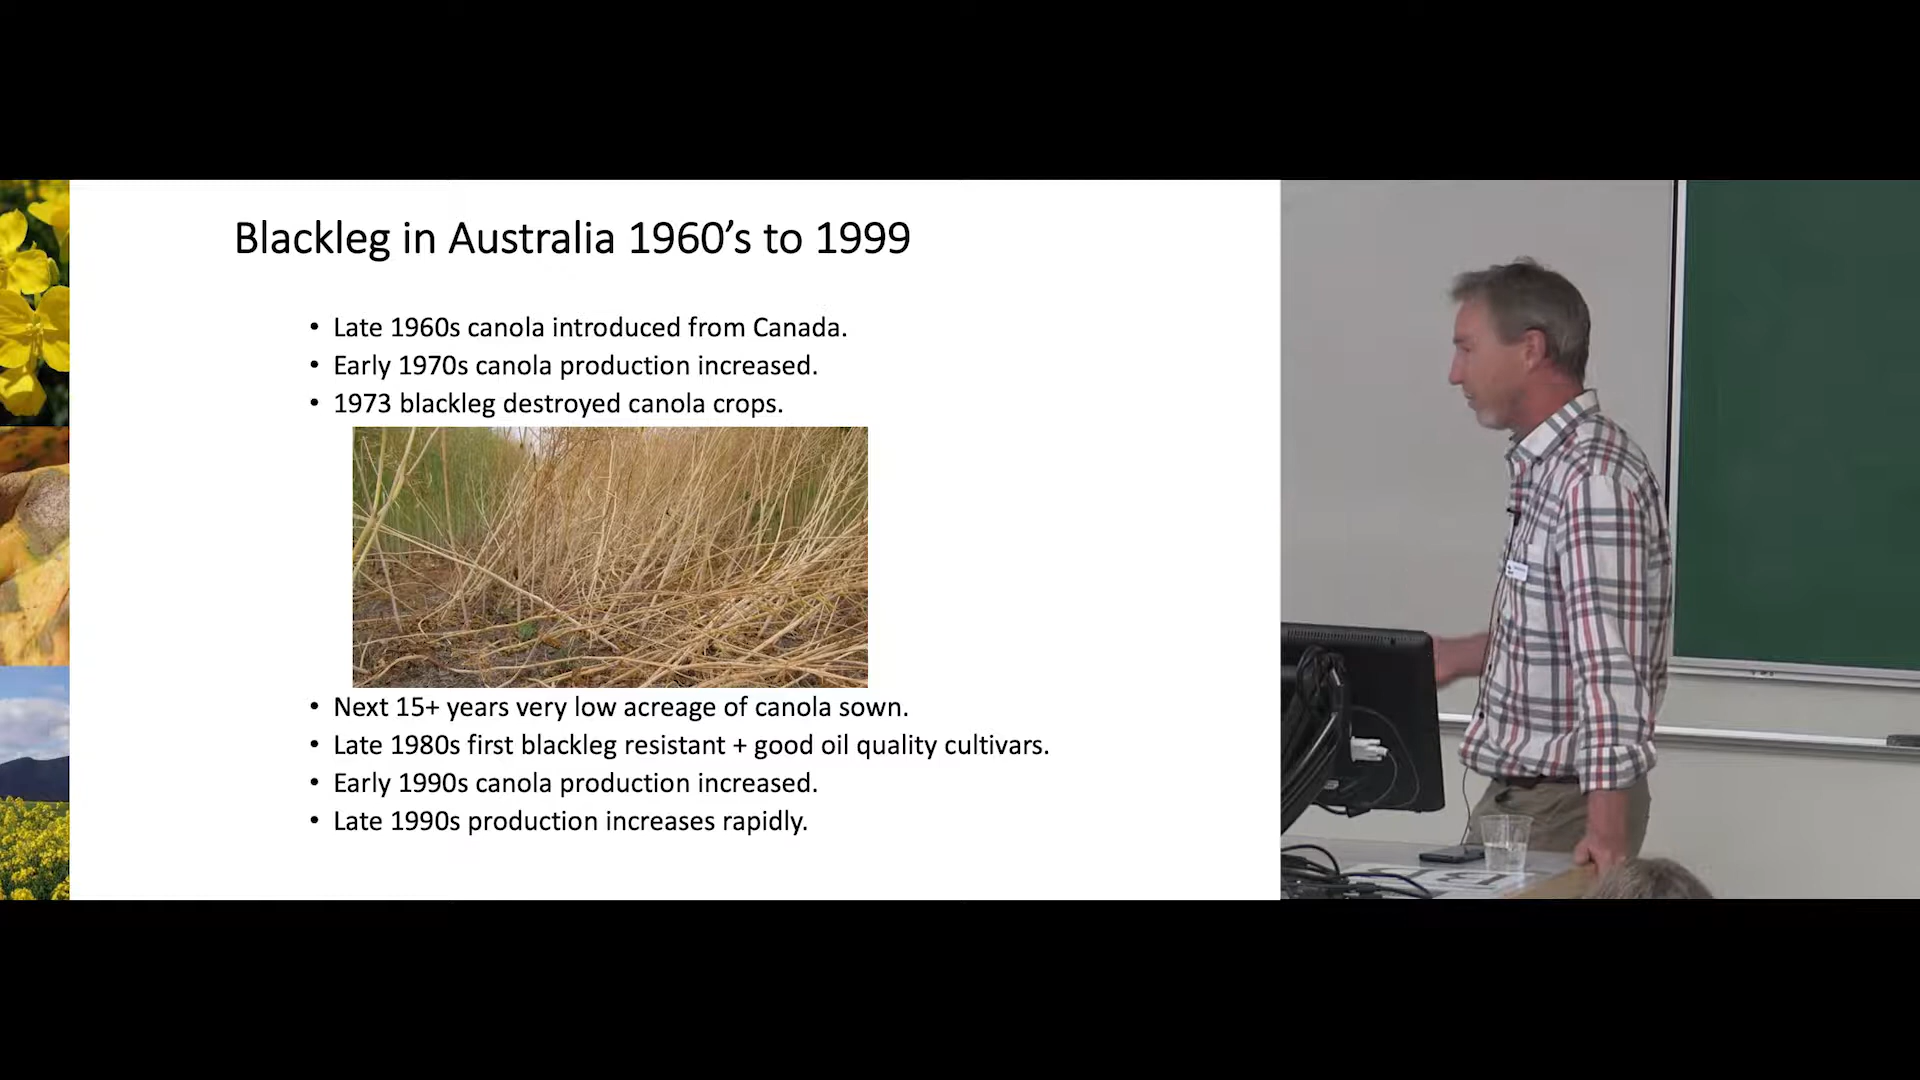 Blackleg in Australia 1960’s to 1999
• Late 1960s canola introduced from Canada.
• Early 1970s canola production increased.
• 1973 blackleg destroyed canola crops.
• Next 15+ years very low acreage of canola sown.
• Late 1980s first blackleg resistant + good oil quality cultivars.
• Early 1990s canola production increased.
• Late 1990s production increases rapidly.